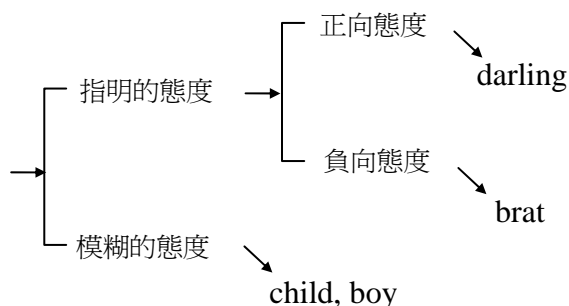 正向態度
darling
指明的態度
負向態度
brat
模糊的態度
child, boy